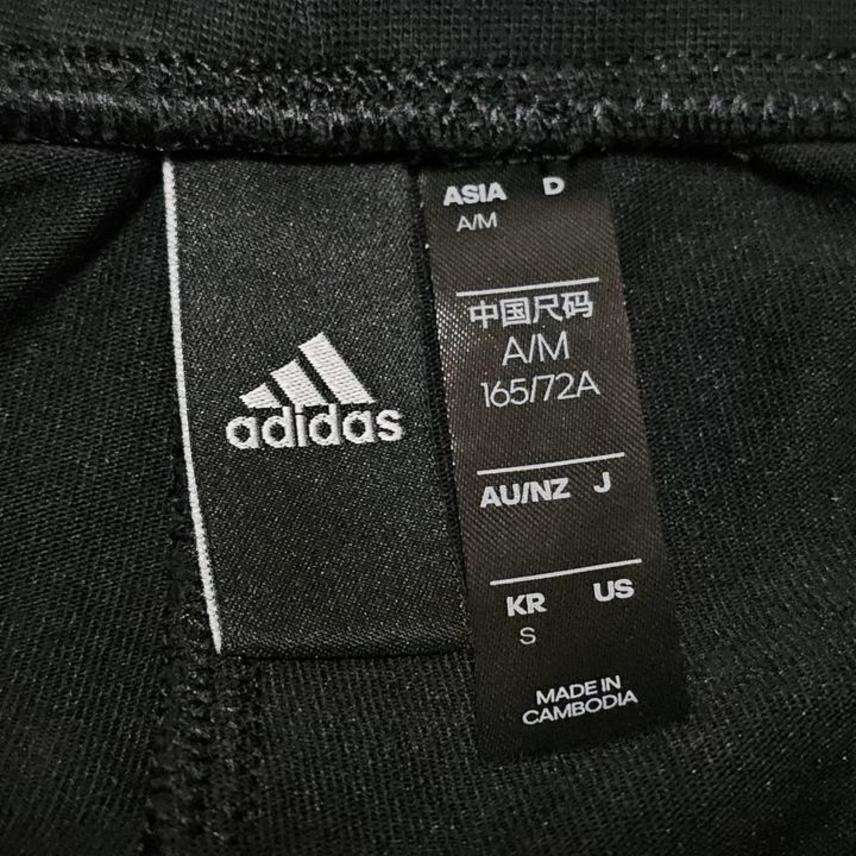 adidas
ASIA D
A/M
中国尺码
A/M
165/72A
AU/NZ J
KR US
S
MADE IN
CAMBODIA